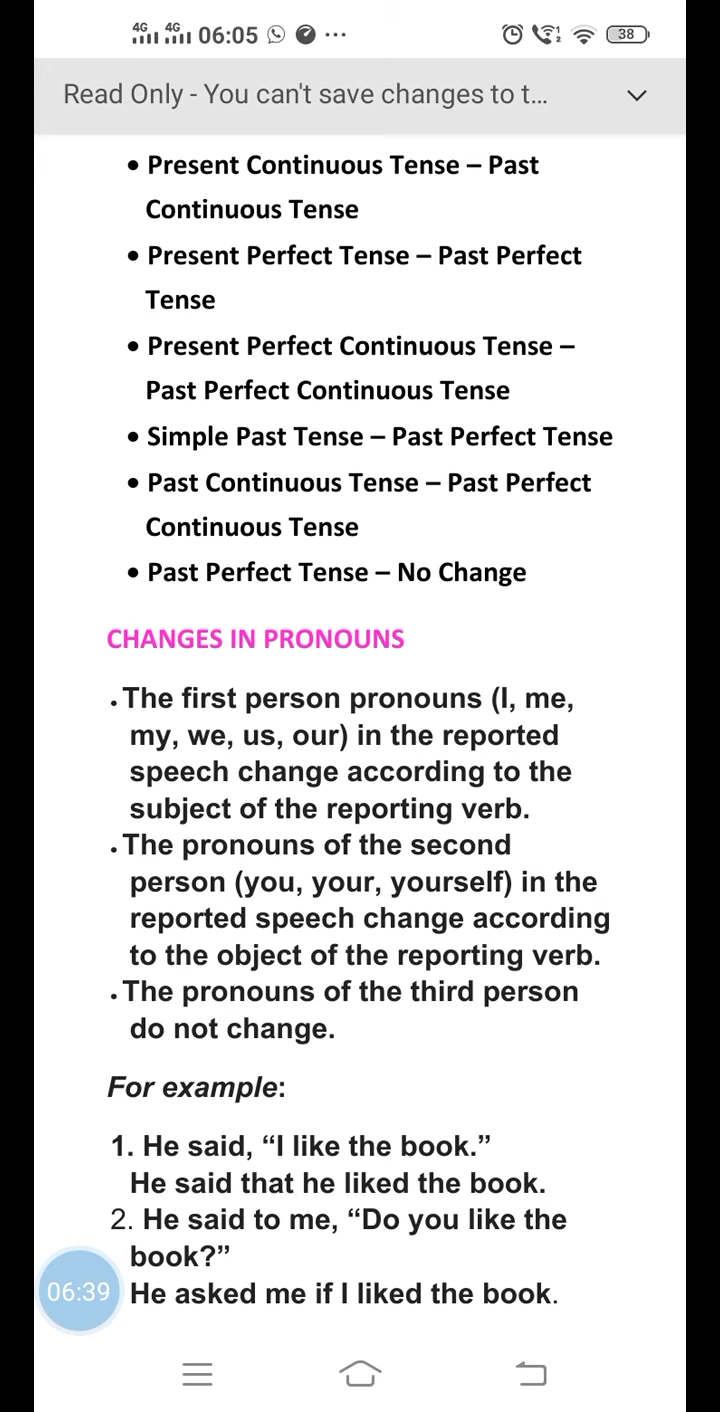 4G 4G 06:05 38
Read Only - You can't save changes to t...
• Present Continuous Tense – Past
Continuous Tense
• Present Perfect Tense – Past Perfect
Tense
• Present Perfect Continuous Tense –
Past Perfect Continuous Tense
• Simple Past Tense – Past Perfect Tense
• Past Continuous Tense – Past Perfect
Continuous Tense
• Past Perfect Tense – No Change
CHANGES IN PRONOUNS
• The first person pronouns (I, me,
my, we, us, our) in the reported
speech change according to the
subject of the reporting verb.
• The pronouns of the second
person (you, your, yourself) in the
reported speech change according
to the object of the reporting verb.
• The pronouns of the third person
do not change.
For example:
1. He said, “I like the book.”
He said that he liked the book.
2. He said to me, “Do you like the
book?”
06:39 He asked me if I liked the book.